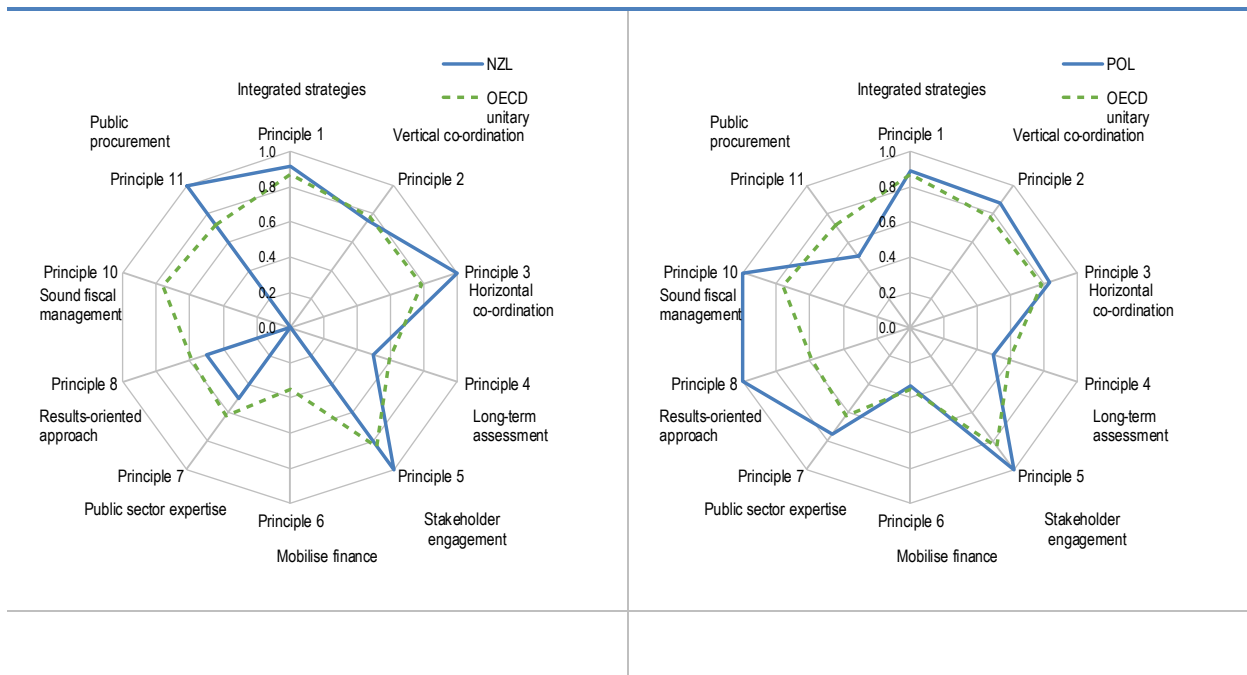 NZL
OECD
unitary
Integrated strategies
Public
procurement
Principle 1
Vertical co-ordination
1.0
Principle 11
Principle 2
0.8
0.6
0.4
Principle 10
Principle 3
Sound fiscal
management
0.2
Horizontal
co-ordination
0.0
Principle 8
Principle 4
Results-oriented
approach
Long-term
assessment
Principle 7
Principle 5
Public sector expertise
Principle 6
Stakeholder
engagement
Mobilise finance
POL
OECD
unitary
Integrated strategies
Public
procurement
Principle 1
Vertical co-ordination
1.0
Principle 11
Principle 2
0.8
0.6
0.4
Principle 10
Principle 3
Sound fiscal
management
0.2
Horizontal
co-ordination
0.0
Principle 8
Principle 4
Results-oriented
approach
Long-term
assessment
Principle 7
Principle 5
Public sector expertise
Principle 6
Stakeholder
engagement
Mobilise finance